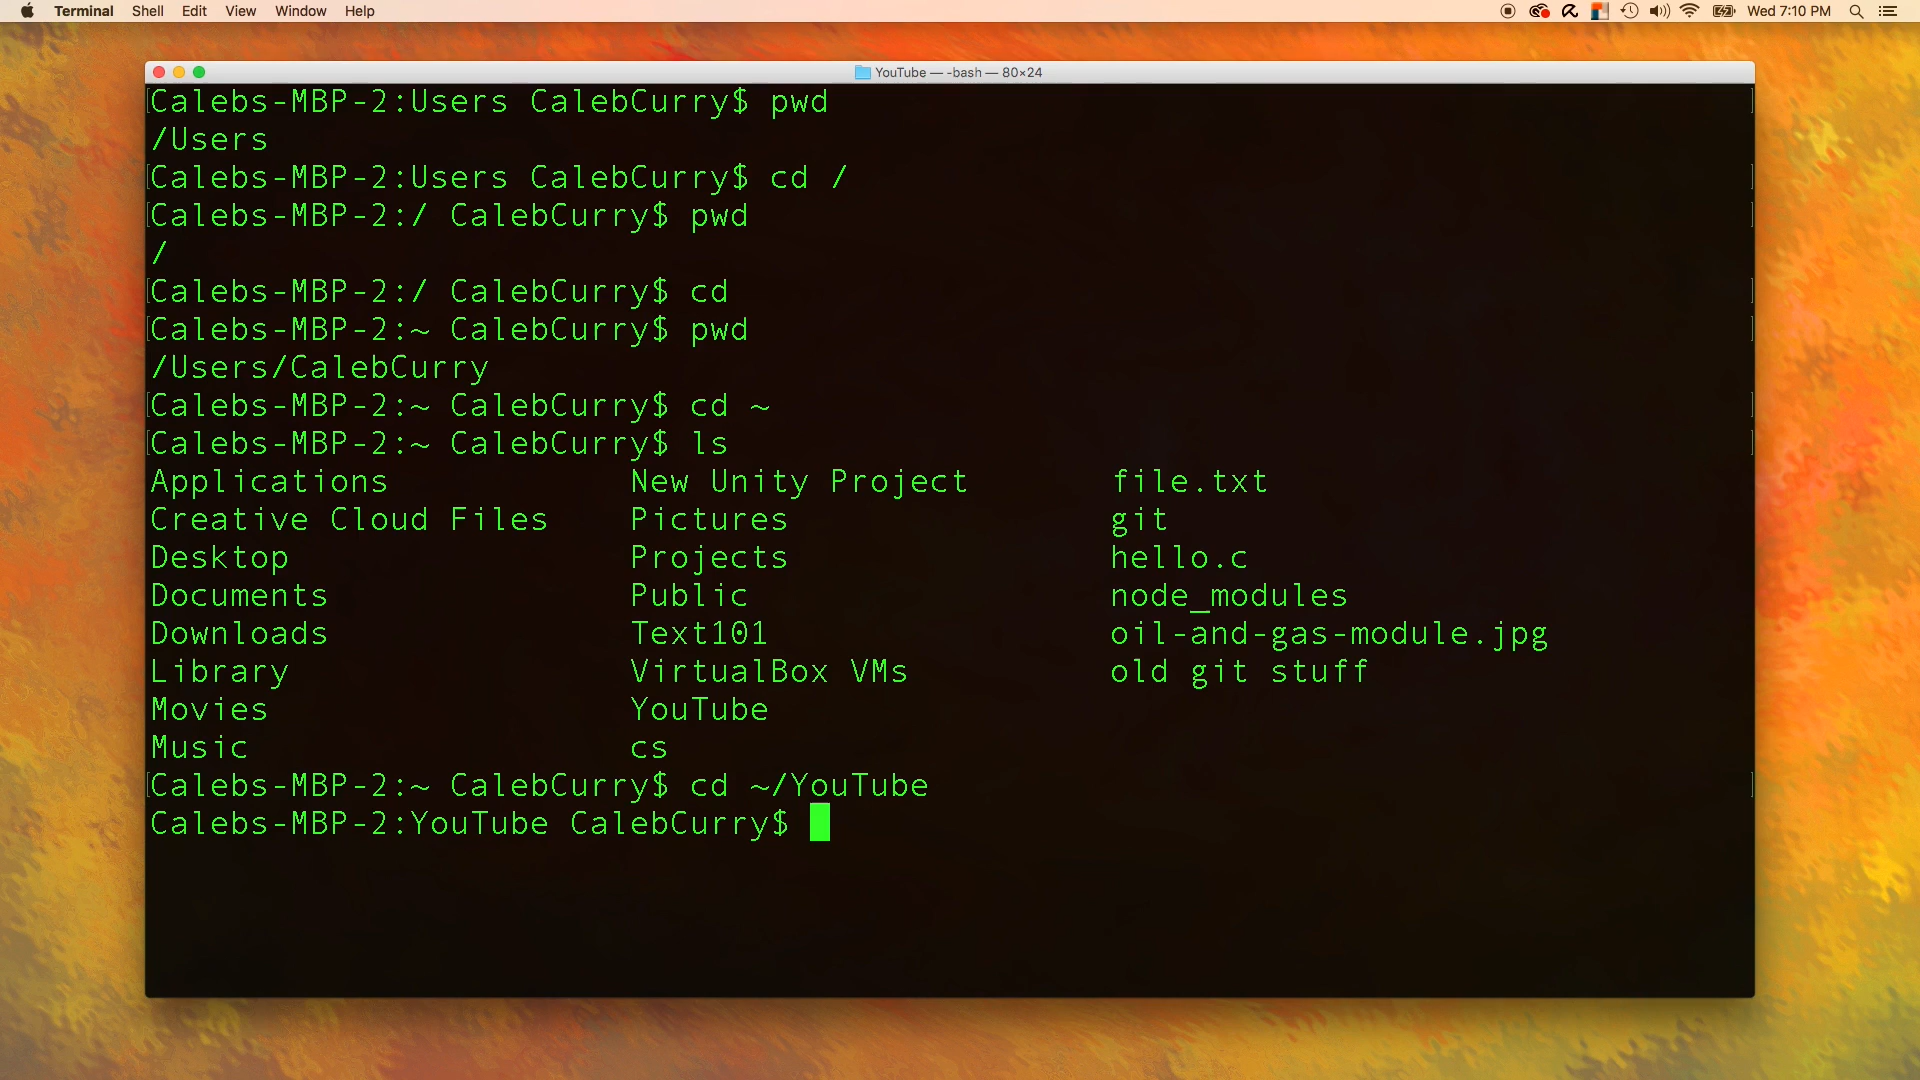 Terminal Shell Edit View Window Help Wed 7:10 PM
YouTube — -bash — 80×24
Calebs-MBP-2:Users CalebCurry$ pwd
/Users
Calebs-MBP-2:Users CalebCurry$ cd /
Calebs-MBP-2:/ CalebCurry$ pwd
/
Calebs-MBP-2:/ CalebCurry$ cd
Calebs-MBP-2:~ CalebCurry$ pwd
/Users/CalebCurry
Calebs-MBP-2:~ CalebCurry$ cd ~
Calebs-MBP-2:~ CalebCurry$ ls
Applications New Unity Project file.txt
Creative Cloud Files Pictures git
Desktop Projects hello.c
Documents Public node_modules
Downloads Text101 oil-and-gas-module.jpg
Library VirtualBox VMs old git stuff
Movies YouTube
Music cs
Calebs-MBP-2:~ CalebCurry$ cd ~/YouTube
Calebs-MBP-2:YouTube CalebCurry$